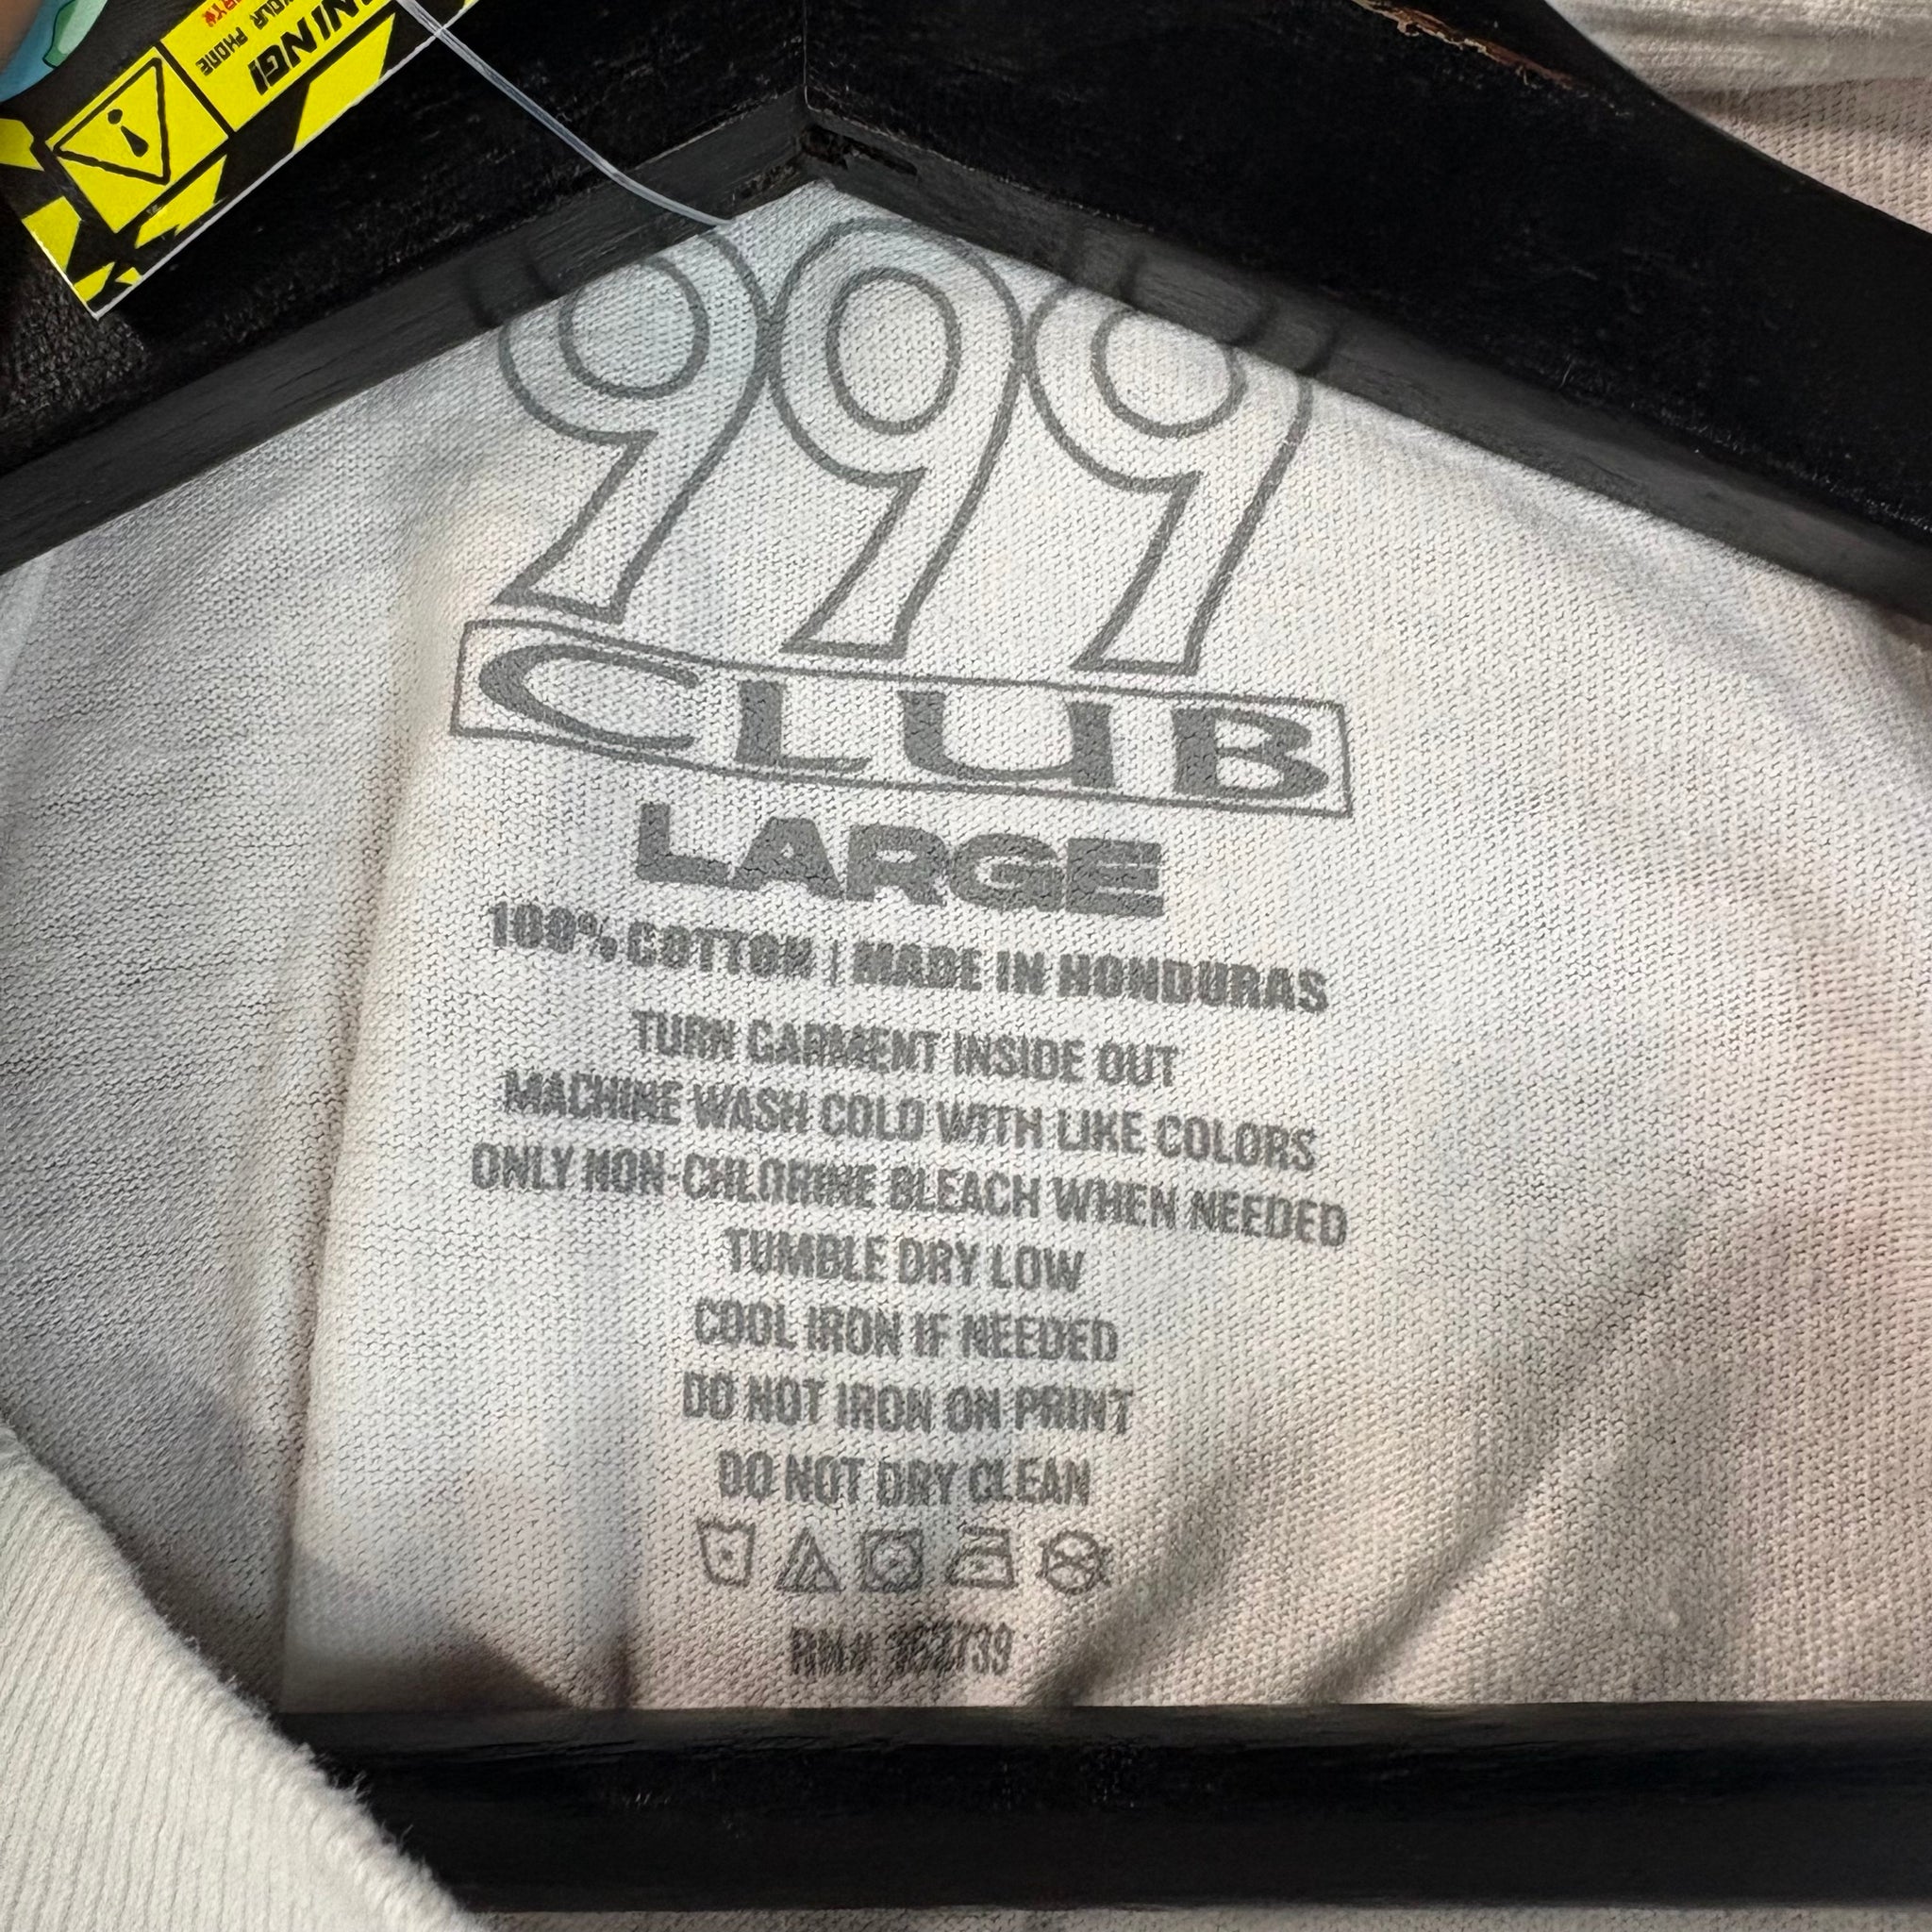 999
CLUB
LARGE
100% COTTON | MADE IN HONDURAS
TURN GARMENT INSIDE OUT
MACHINE WASH COLD WITH LIKE COLORS
ONLY NON-CHLORINE BLEACH WHEN NEEDED
TUMBLE DRY LOW
COOL IRON IF NEEDED
DO NOT IRON ON PRINT
DO NOT DRY CLEAN
RN#
PHONE